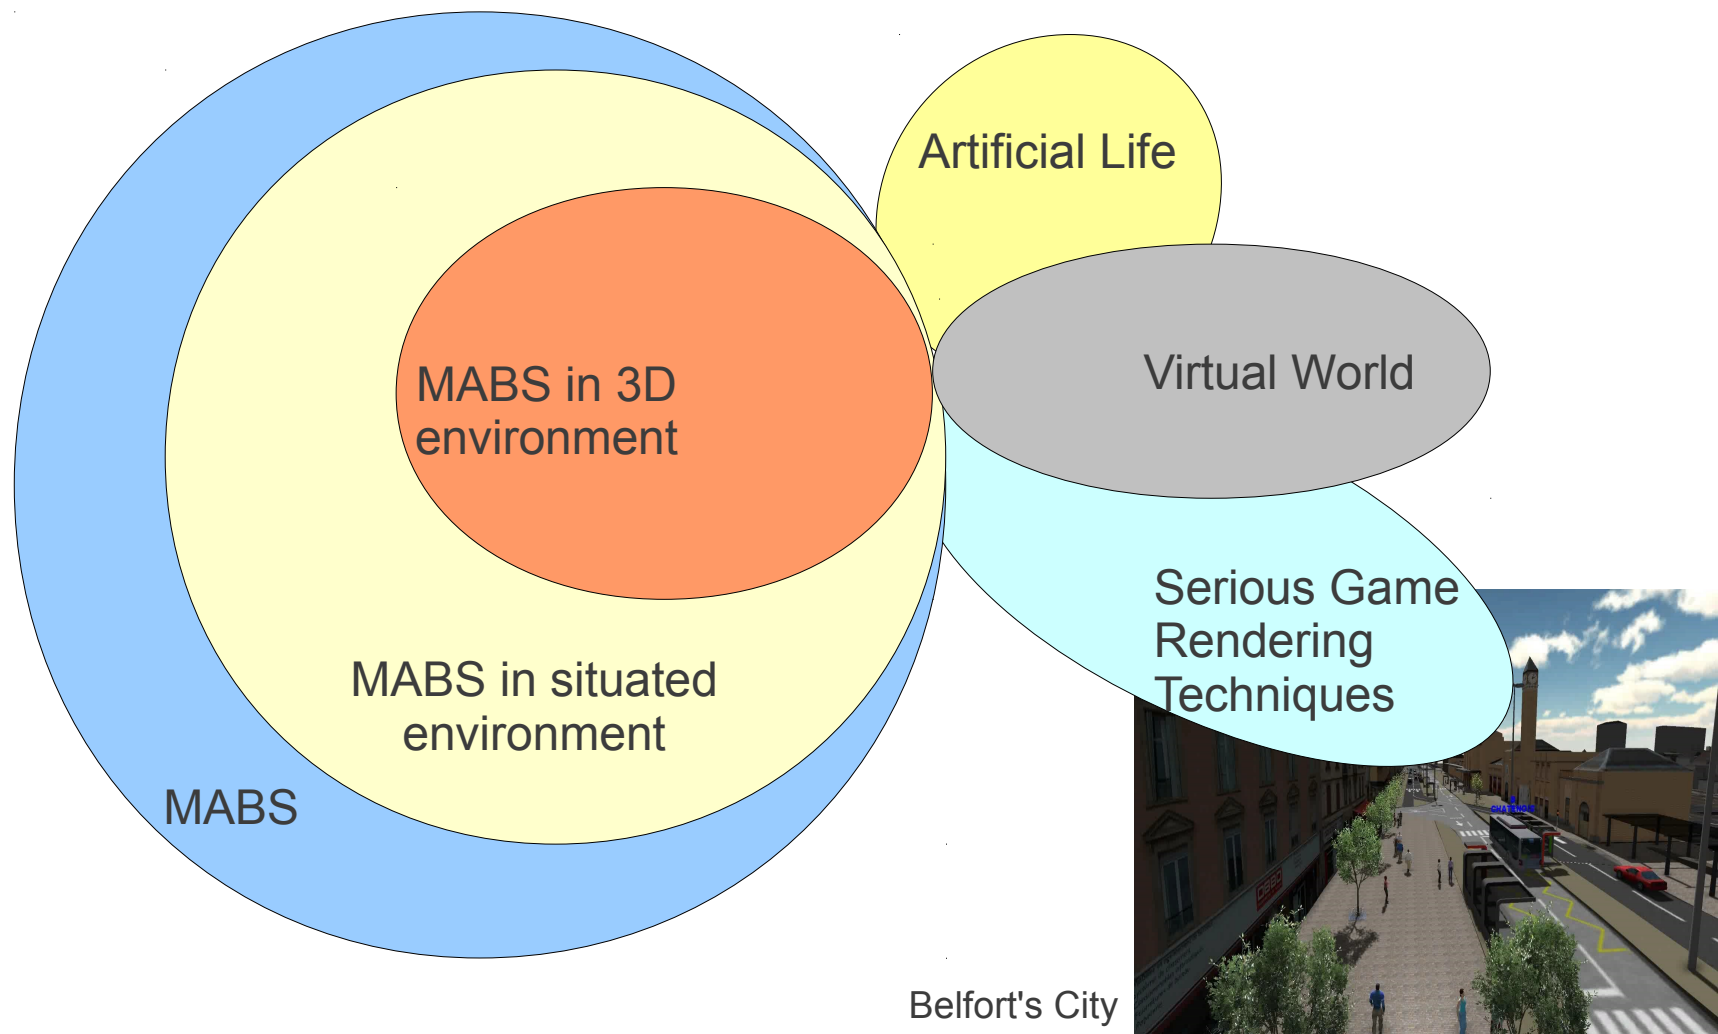 Artificial Life
MABS in 3D
environment
Virtual World
MABS in situated
environment
MABS
Serious Game
Rendering
Techniques
Belfort's City